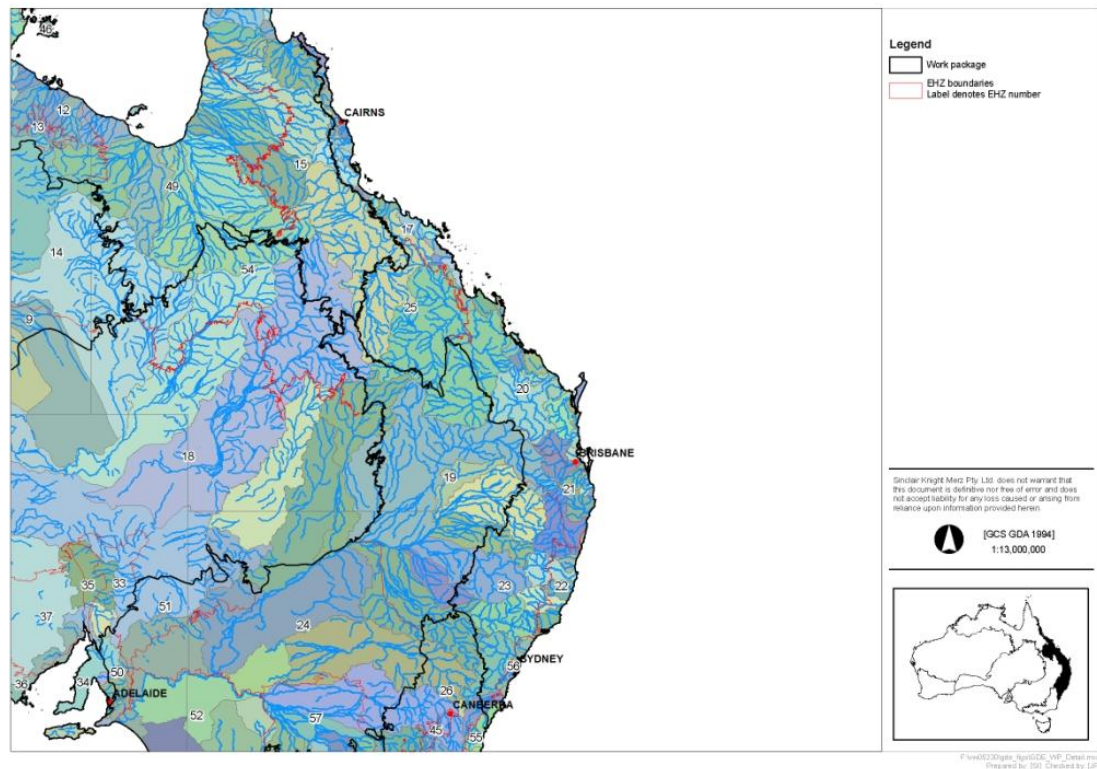 46
CAIRNS
12
13
15
49
17
14
54
25
9
20
18
BRISBANE
19
21
35
33
23
22
51
37
24
SYDNEY
56
50
36
34
26
ADELAIDE
CANBERRA
52
57
45
55
Legend
Work package
EHZ boundaries
Label denotes EHZ number
Sinclair Knight Merz Pty. Ltd. does not warrant that
this document is definitive nor free of error and does
not accept liability for any loss caused or arising from
reliance upon information provided herein.
[GCS GDA 1994]
1:13,000,000
Prepared by: Checked by: